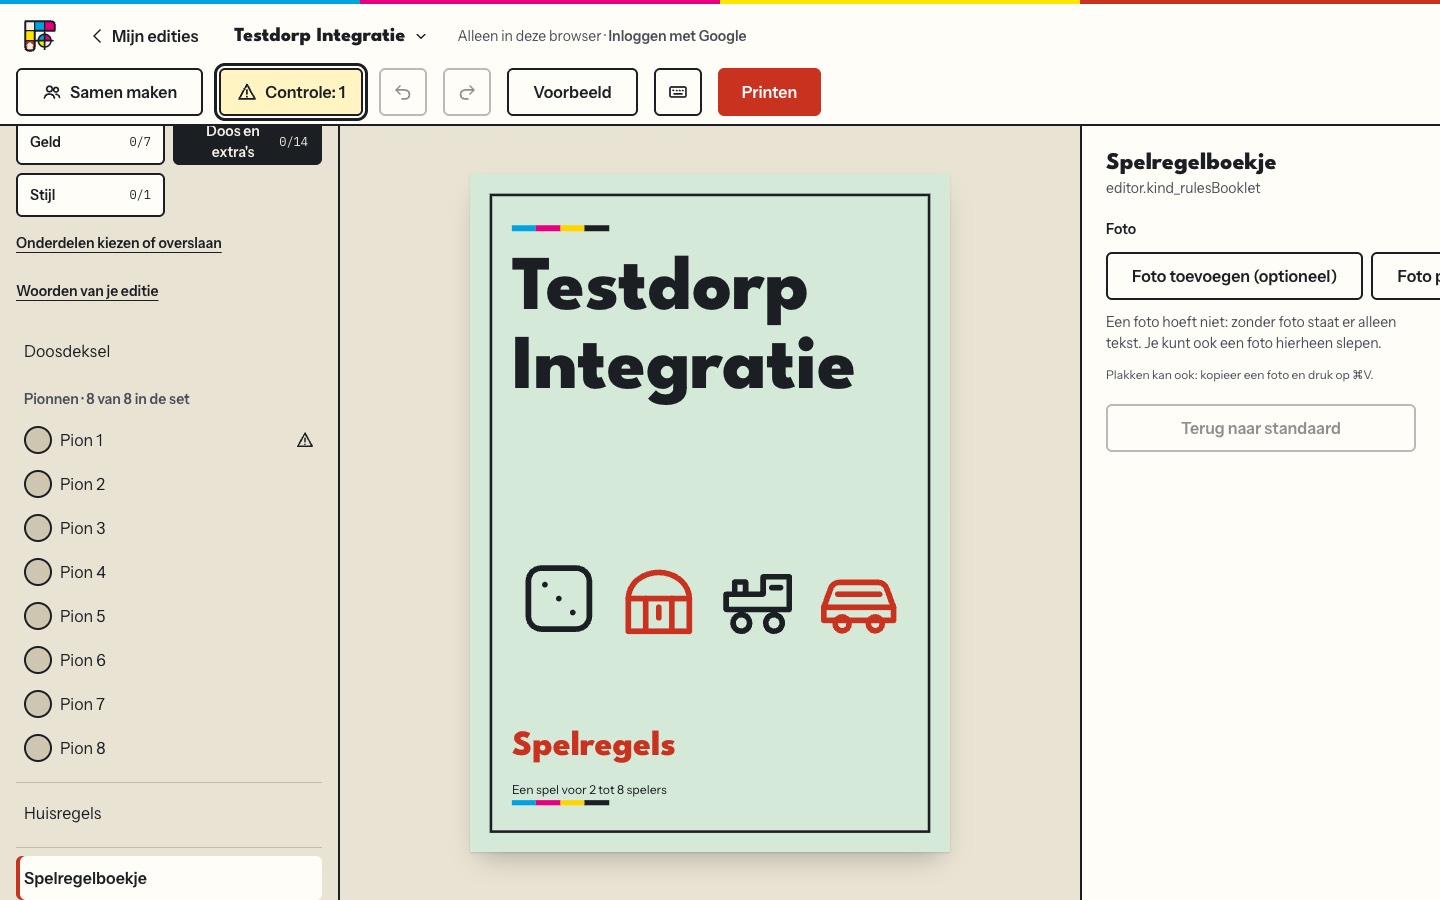 Mijn edities
Testdorp Integratie
Alleen in deze browser · Inloggen met Google
Samen maken
Controle: 1
Voorbeeld
Printen
Geld 0/7
Doos en extra's 0/14
Stijl 0/1
Onderdelen kiezen of overslaan
Woorden van je editie
Doosdeksel
Pionnen · 8 van 8 in de set
Pion 1
Pion 2
Pion 3
Pion 4
Pion 5
Pion 6
Pion 7
Pion 8
Huisregels
Spelregelboekje
Testdorp
Integratie
Spelregels
Een spel voor 2 tot 8 spelers
Spelregelboekje
editor.kind_rulesBooklet
Foto
Foto toevoegen (optioneel)
Foto
Een foto hoeft niet: zonder foto staat er alleen
tekst. Je kunt ook een foto hierheen slepen.
Plakken kan ook: kopieer een foto en druk op ⌘V.
Terug naar standaard